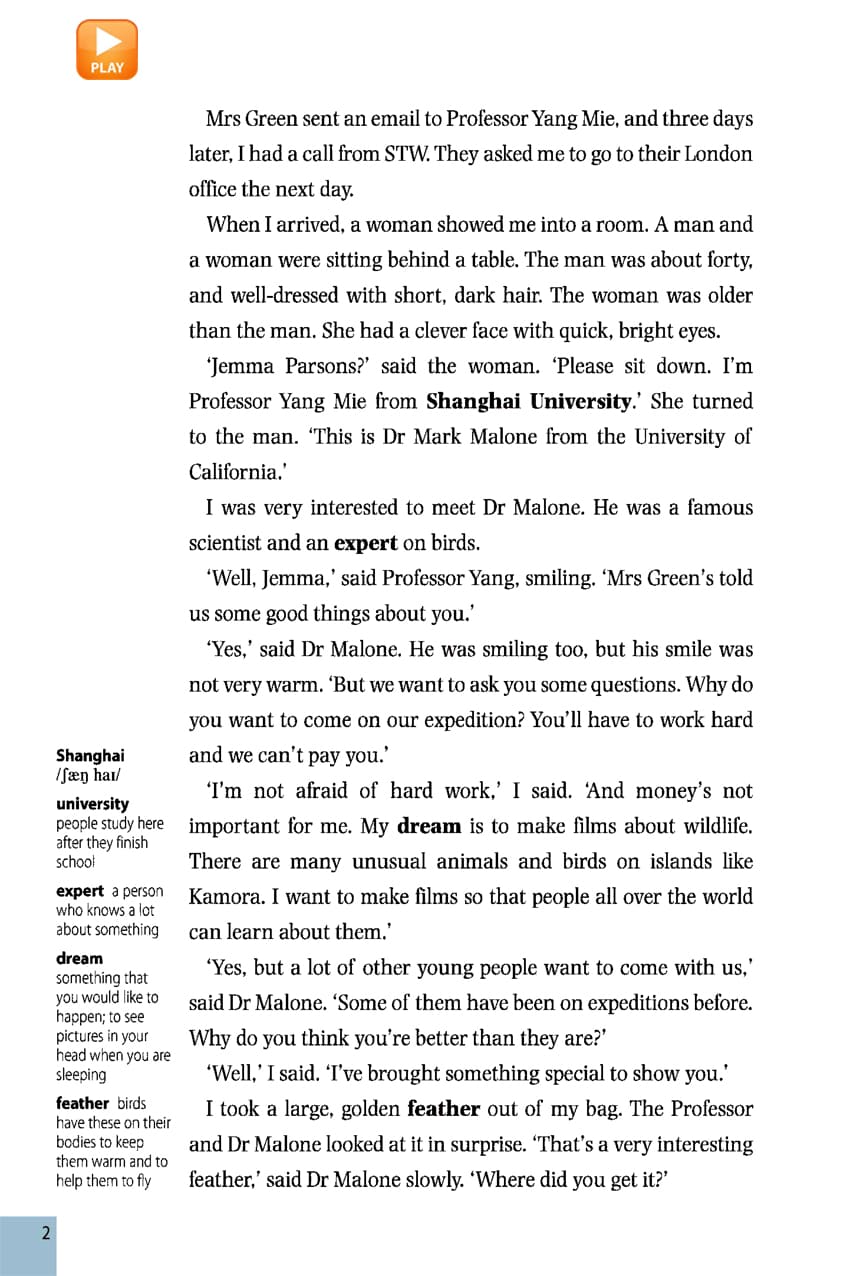 PLAY
Mrs Green sent an email to Professor Yang Mie, and three days
later, I had a call from STW. They asked me to go to their London
office the next day.
When I arrived, a woman showed me into a room. A man and
a woman were sitting behind a table. The man was about forty,
and well-dressed with short, dark hair. The woman was older
than the man. She had a clever face with quick, bright eyes.
‘Jemma Parsons?’ said the woman. ‘Please sit down. I’m
Professor Yang Mie from Shanghai University.’ She turned
to the man. ‘This is Dr Mark Malone from the University of
California.’
I was very interested to meet Dr Malone. He was a famous
scientist and an expert on birds.
‘Well, Jemma,’ said Professor Yang, smiling. ‘Mrs Green’s told
us some good things about you.’
‘Yes,’ said Dr Malone. He was smiling too, but his smile was
not very warm. ‘But we want to ask you some questions. Why do
you want to come on our expedition? You’ll have to work hard
and we can’t pay you.’
‘I’m not afraid of hard work,’ I said. ‘And money’s not
important for me. My dream is to make films about wildlife.
There are many unusual animals and birds on islands like
Kamora. I want to make films so that people all over the world
can learn about them.’
‘Yes, but a lot of other young people want to come with us,’
said Dr Malone. ‘Some of them have been on expeditions before.
Why do you think you’re better than they are?’
‘Well,’ I said. ‘I’ve brought something special to show you.’
I took a large, golden feather out of my bag. The Professor
and Dr Malone looked at it in surprise. ‘That’s a very interesting
feather,’ said Dr Malone slowly. ‘Where did you get it?’
Shanghai
/ʃæŋ haɪ/
university
people study here
after they finish
school
expert a person
who knows a lot
about something
dream
something that
you would like to
happen; to see
pictures in your
head when you are
sleeping
feather birds
have these on their
bodies to keep
them warm and to
help them to fly
2